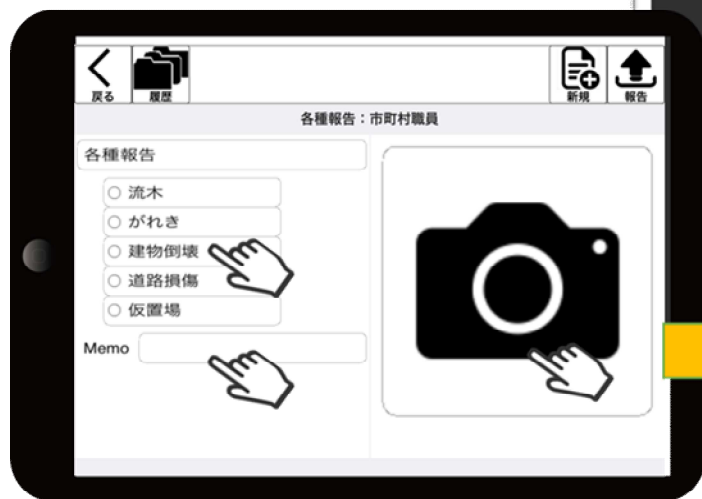 戻る 履歴 新規 報告
各種報告：市町村職員
各種報告
流木
がれき
建物倒壊
道路損傷
仮置場
Memo